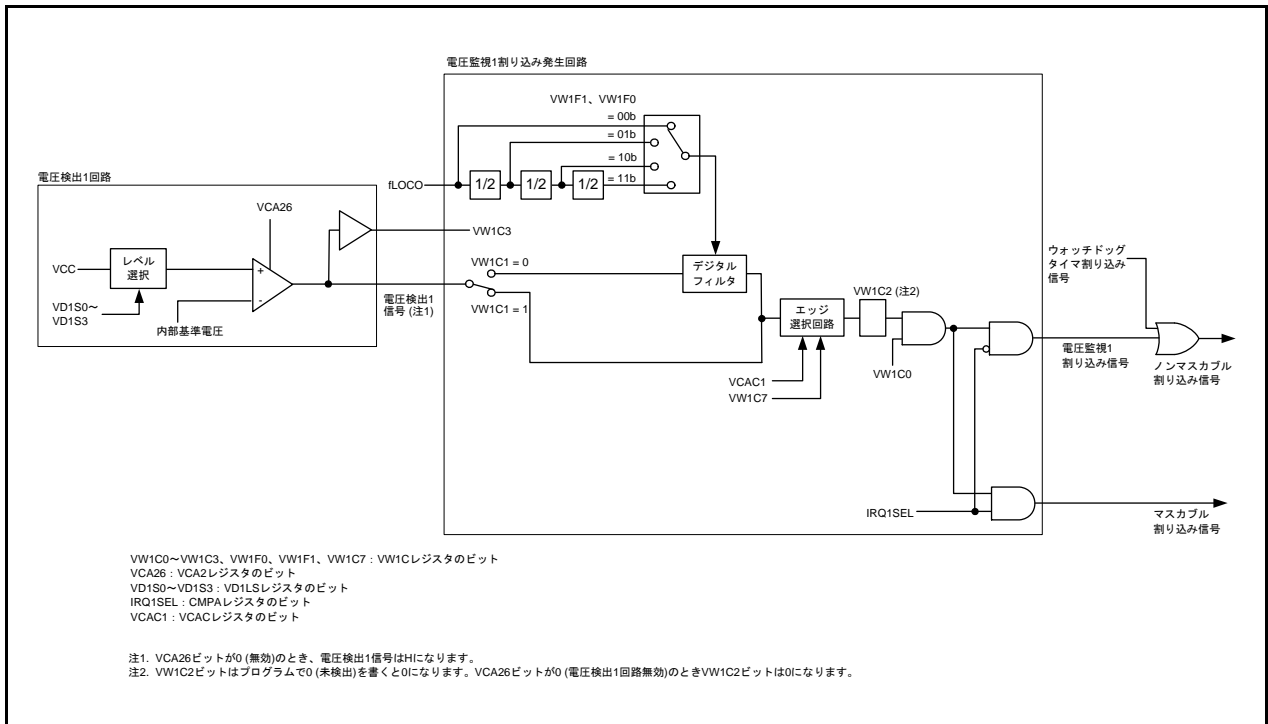 電圧監視1割り込み発生回路
VW1F1、VW1F0
= 00b
= 01b
= 10b
= 11b
fLOCO
1/2
1/2
1/2
電圧検出1回路
VCA26
VCC
レベル
選択
+
-
VD1S0～
VD1S3
内部基準電圧
VW1C3
VW1C1 = 0
VW1C1 = 1
電圧検出1
信号 (注1)
デジタル
フィルタ
エッジ
選択回路
VCAC1
VW1C7
VW1C2 (注2)
VW1C0
IRQ1SEL
ウォッチドッグ
タイマ割り込み
信号
電圧監視1
割り込み信号
ノンマスカブル
割り込み信号
マスカブル
割り込み信号
VW1C0～VW1C3、VW1F0、VW1F1、VW1C7：VW1Cレジスタのビット
VCA26：VCA2レジスタのビット
VD1S0～VD1S3：VD1LSレジスタのビット
IRQ1SEL：CMPAレジスタのビット
VCAC1：VCACレジスタのビット
注1. VCA26ビットが0 (無効)のとき、電圧検出1信号はHになります。
注2. VW1C2ビットはプログラムで0 (未検出)を書くと0になります。VCA26ビットが0 (電圧検出1回路無効)のときVW1C2ビットは0になります。